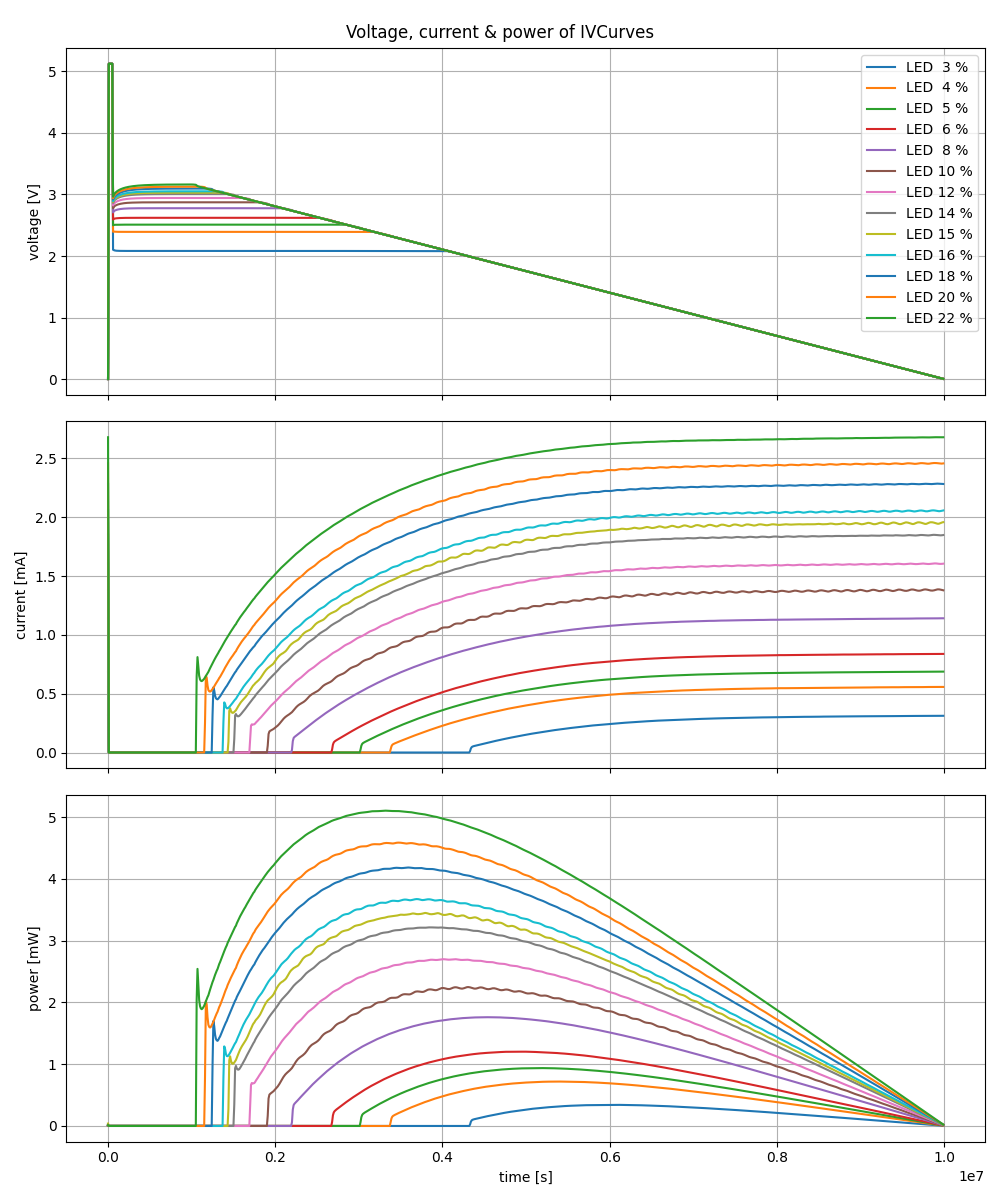 Voltage, current & power of IVCurves
voltage [V]
5
4
3
2
1
0
LED  3 %
LED  4 %
LED  5 %
LED  6 %
LED  8 %
LED 10 %
LED 12 %
LED 14 %
LED 15 %
LED 16 %
LED 18 %
LED 20 %
LED 22 %
current [mA]
2.5
2.0
1.5
1.0
0.5
0.0
power [mW]
5
4
3
2
1
0
0.0 0.2 0.4 0.6 0.8 1.0
1e7
time [s]